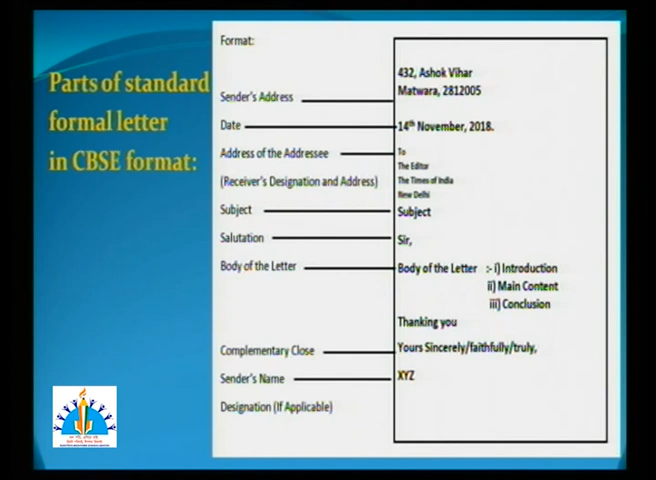 Parts of standard
formal letter
in CBSE format:
Format:
Sender's Address
Date
Address of the Addressee
(Receiver's Designation and Address)
Subject
Salutation
Body of the Letter
Complementary Close
Sender's Name
Designation (If Applicable)
432, Ashok Vihar
Matwara, 2812005
14th November, 2018.
To
The Editor
The Times of India
New Delhi
Subject
Sir,
Body of the Letter :- i) Introduction
ii) Main Content
iii) Conclusion
Thanking you
Yours Sincerely/faithfully/truly,
XYZ